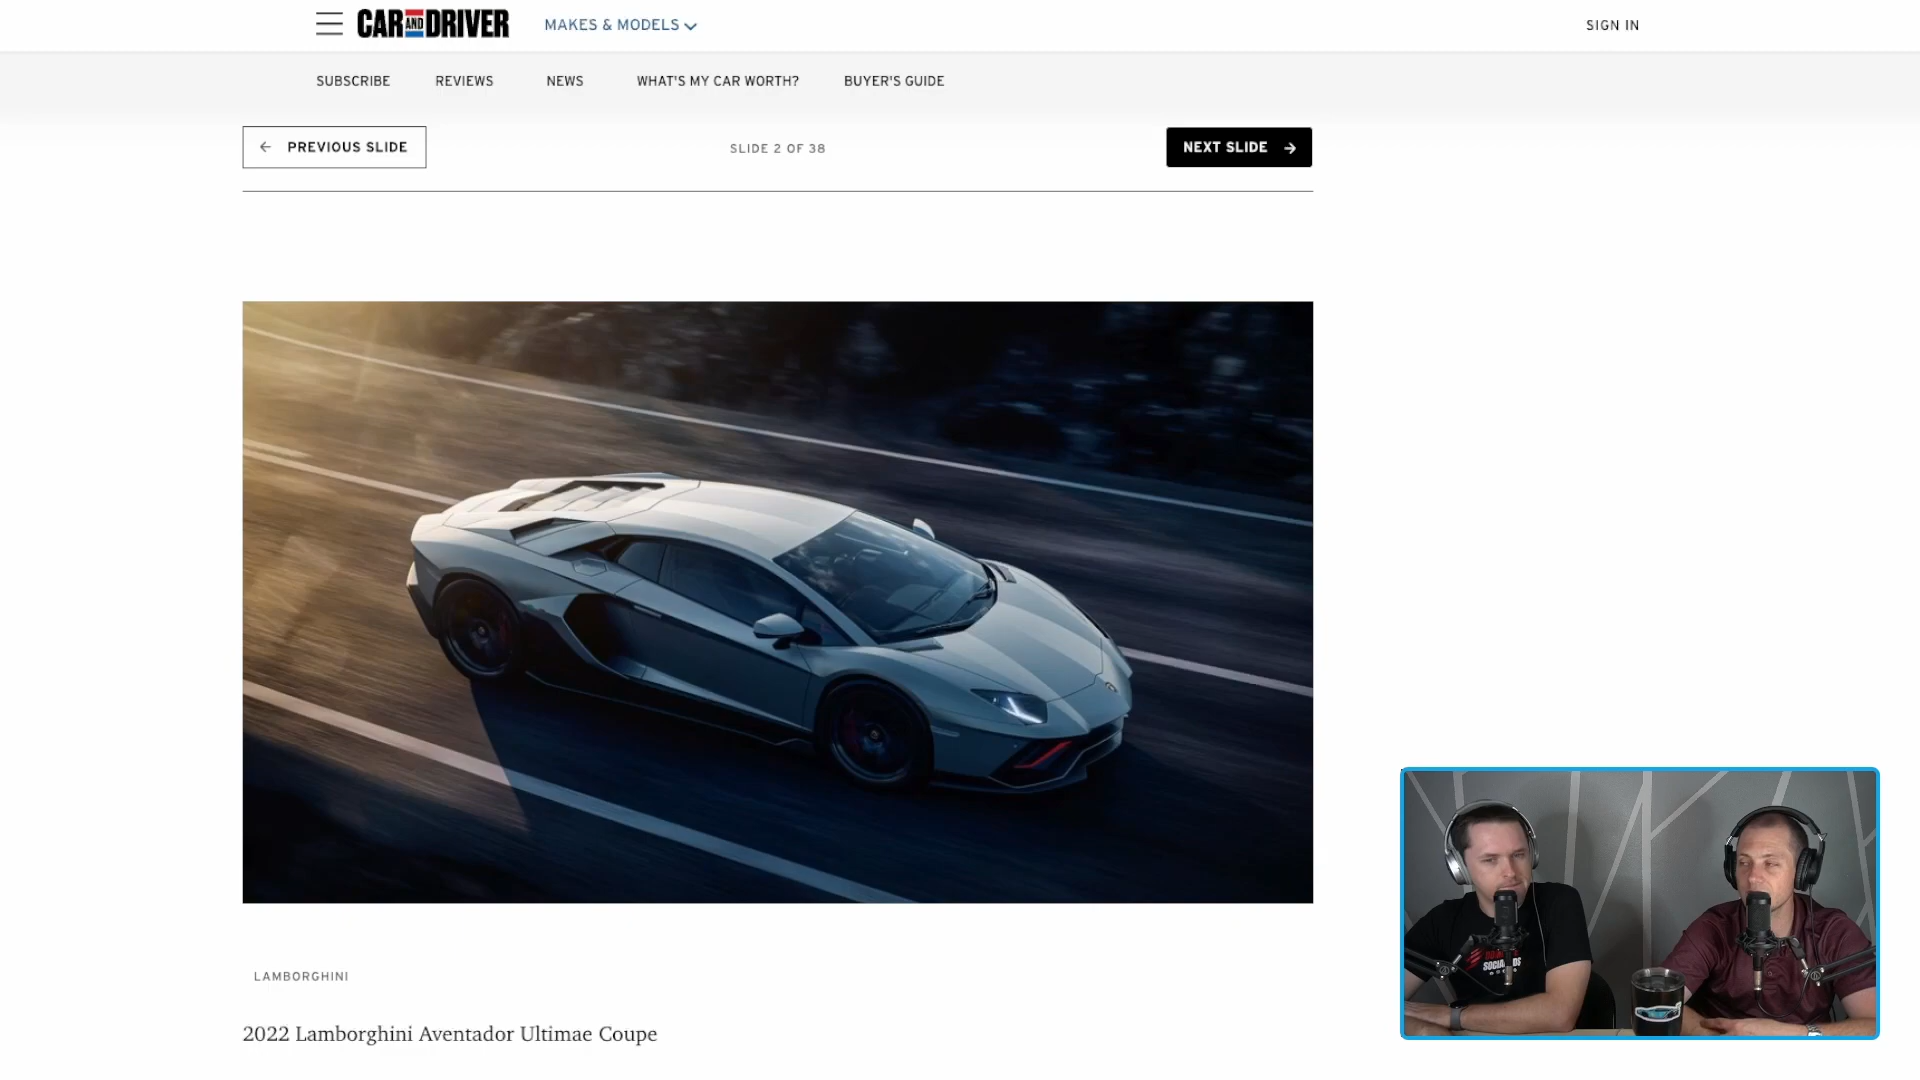 CAR AND DRIVER
MAKES & MODELS
SIGN IN
SUBSCRIBE
REVIEWS
NEWS
WHAT'S MY CAR WORTH?
BUYER'S GUIDE
PREVIOUS SLIDE
SLIDE 2 OF 38
NEXT SLIDE
LAMBORGHINI
2022 Lamborghini Aventador Ultimae Coupe